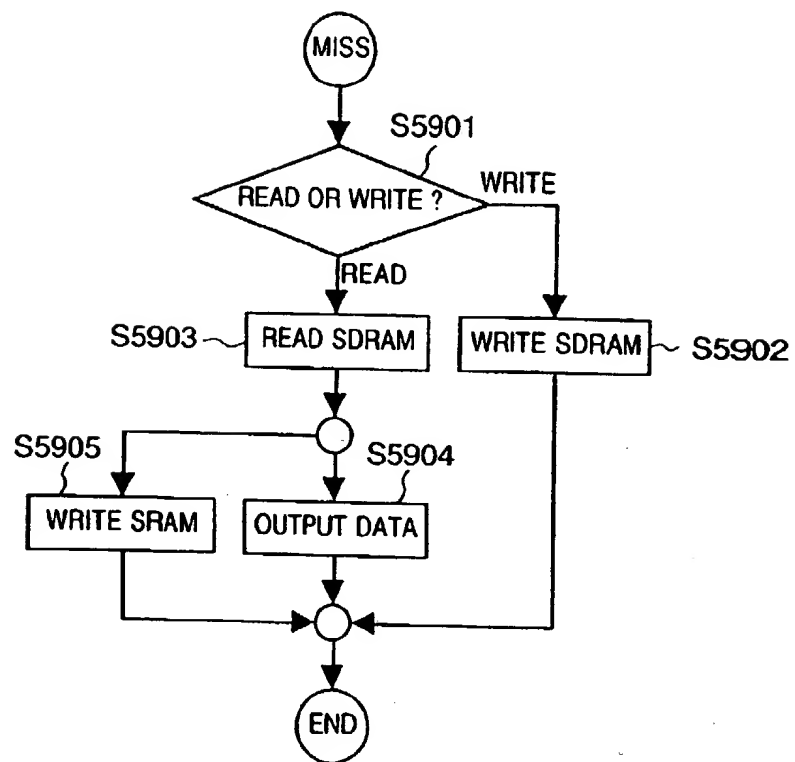 MISS
S5901
READ OR WRITE ?
WRITE
READ
S5903
READ SDRAM
WRITE SDRAM
S5902
S5905
S5904
WRITE SRAM
OUTPUT DATA
END